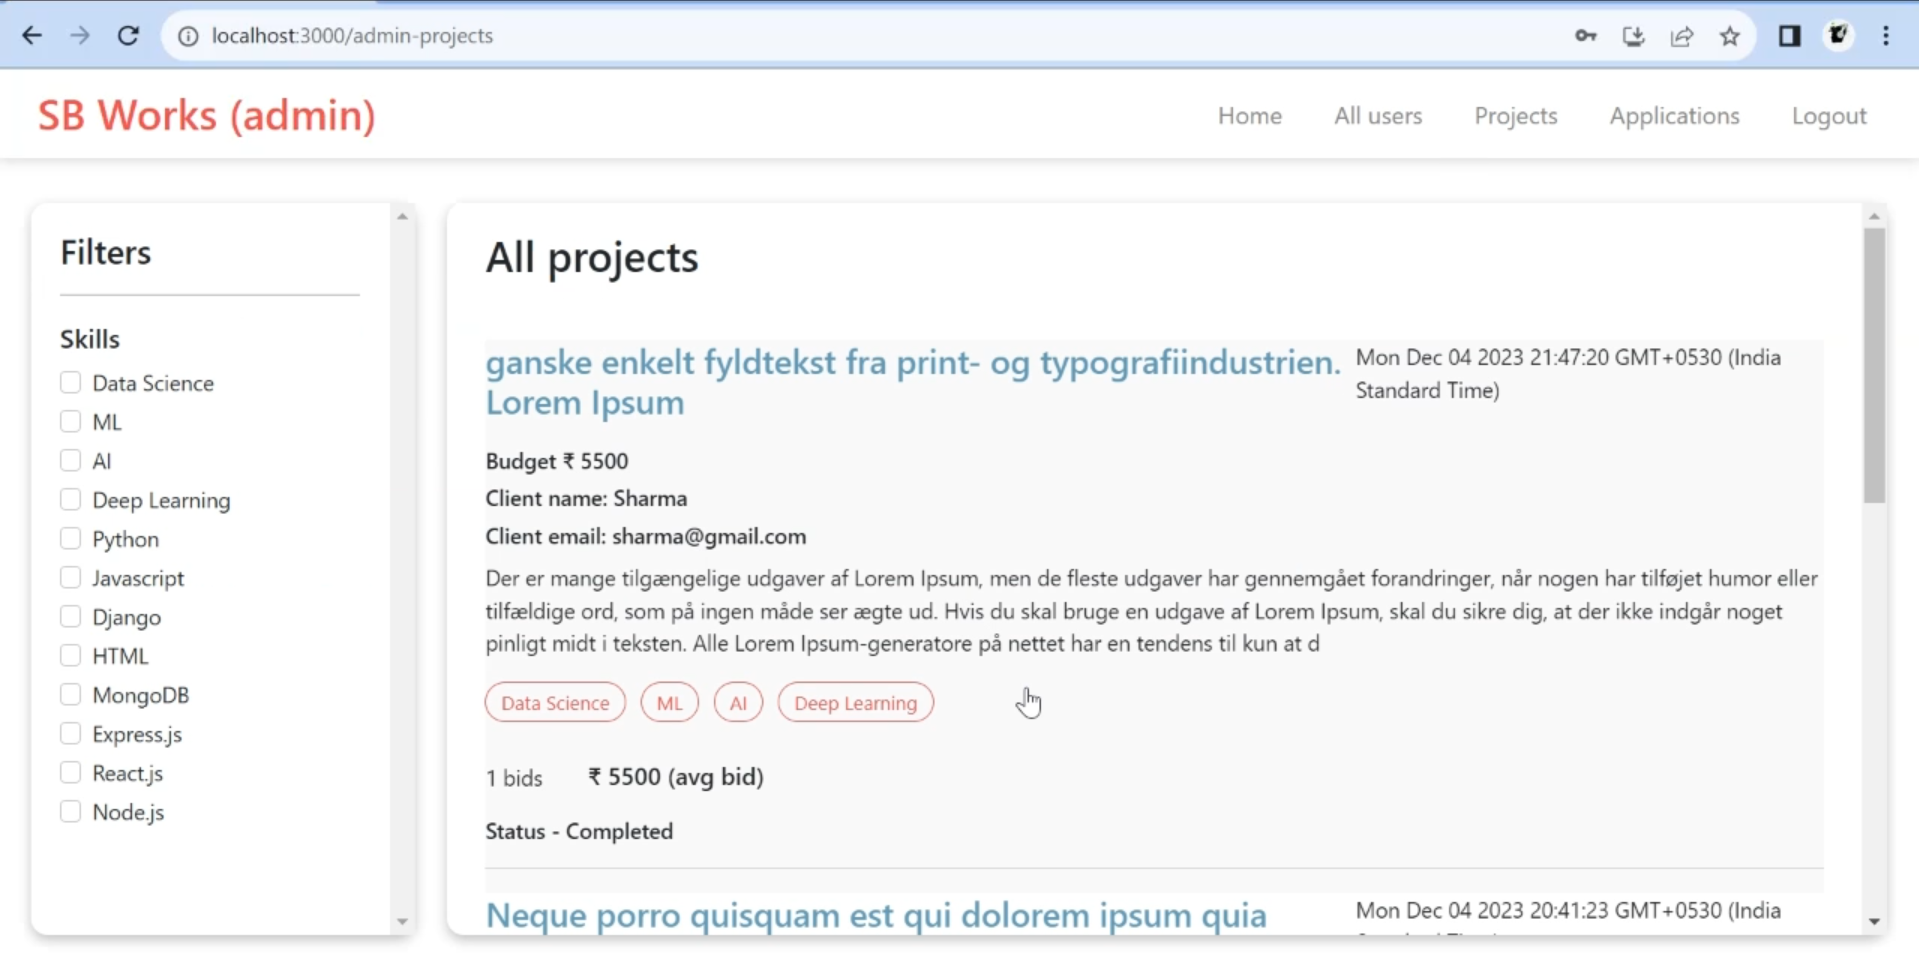 localhost:3000/admin-projects
SB Works (admin)
Home All users Projects Applications Logout
Filters
Skills
Data Science
ML
AI
Deep Learning
Python
Javascript
Django
HTML
MongoDB
Express.js
React.js
Node.js
All projects
ganske enkelt fyldtekst fra print- og typografiindustrien.
Lorem Ipsum
Mon Dec 04 2023 21:47:20 GMT+0530 (India
Standard Time)
Budget ₹ 5500
Client name: Sharma
Client email: sharma@gmail.com
Der er mange tilgængelige udgaver af Lorem Ipsum, men de fleste udgaver har gennemgået forandringer, når nogen har tilføjet humor eller
tilfældige ord, som på ingen måde ser ægte ud. Hvis du skal bruge en udgave af Lorem Ipsum, skal du sikre dig, at der ikke indgår noget
pinligt midt i teksten. Alle Lorem Ipsum-generatore på nettet har en tendens til kun at d
Data Science ML AI Deep Learning
1 bids ₹ 5500 (avg bid)
Status - Completed
Neque porro quisquam est qui dolorem ipsum quia
Mon Dec 04 2023 20:41:23 GMT+0530 (India